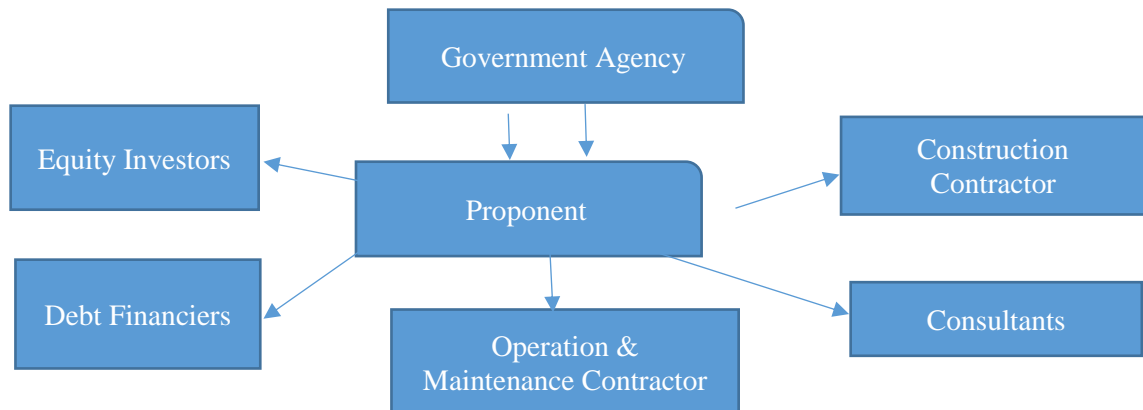 Government Agency
Equity Investors
Construction
Contractor
Proponent
Debt Financiers
Operation &
Maintenance Contractor
Consultants